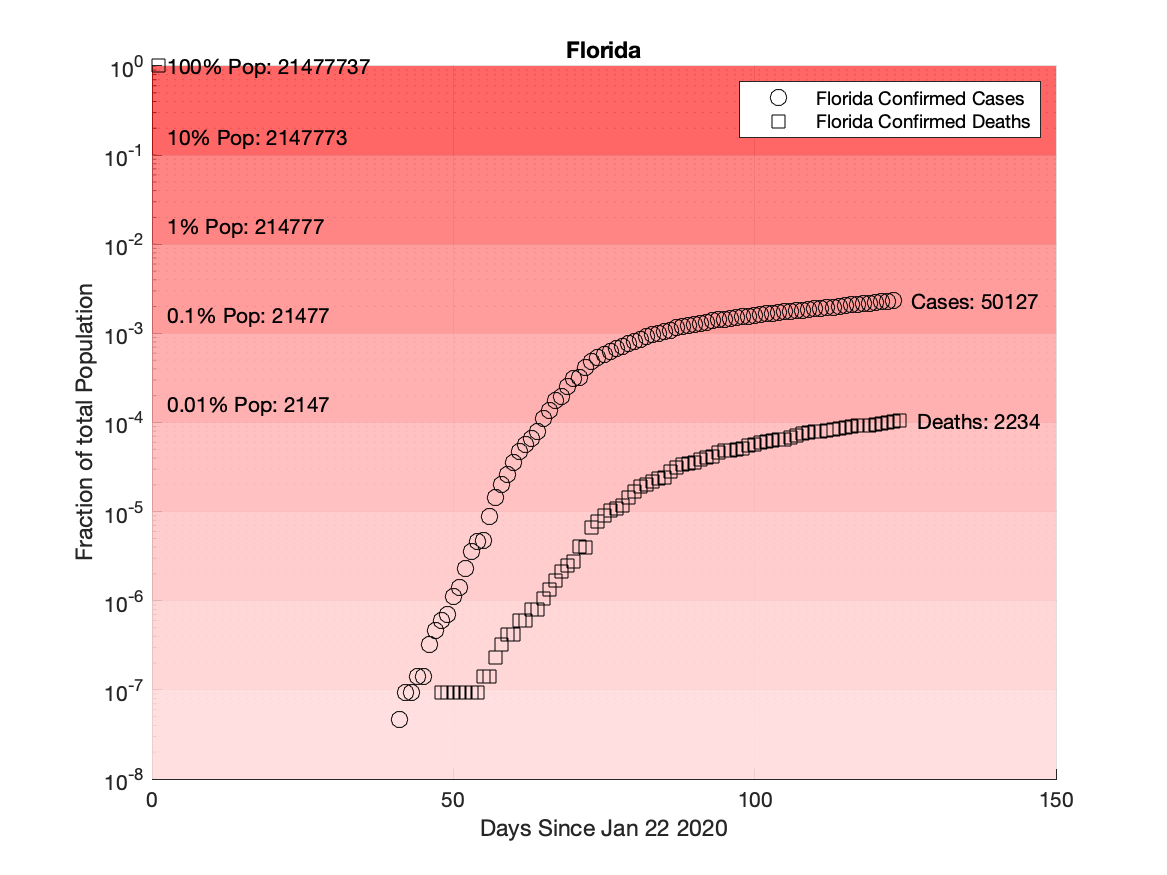 Florida
10^0
100% Pop: 21477737
Florida Confirmed Cases
Florida Confirmed Deaths
10% Pop: 2147773
10^-1
1% Pop: 214777
10^-2
Cases: 50127
0.1% Pop: 21477
10^-3
0.01% Pop: 2147
10^-4
Deaths: 2234
10^-5
10^-6
10^-7
10^-8
Fraction of total Population
0 50 100 150
Days Since Jan 22 2020